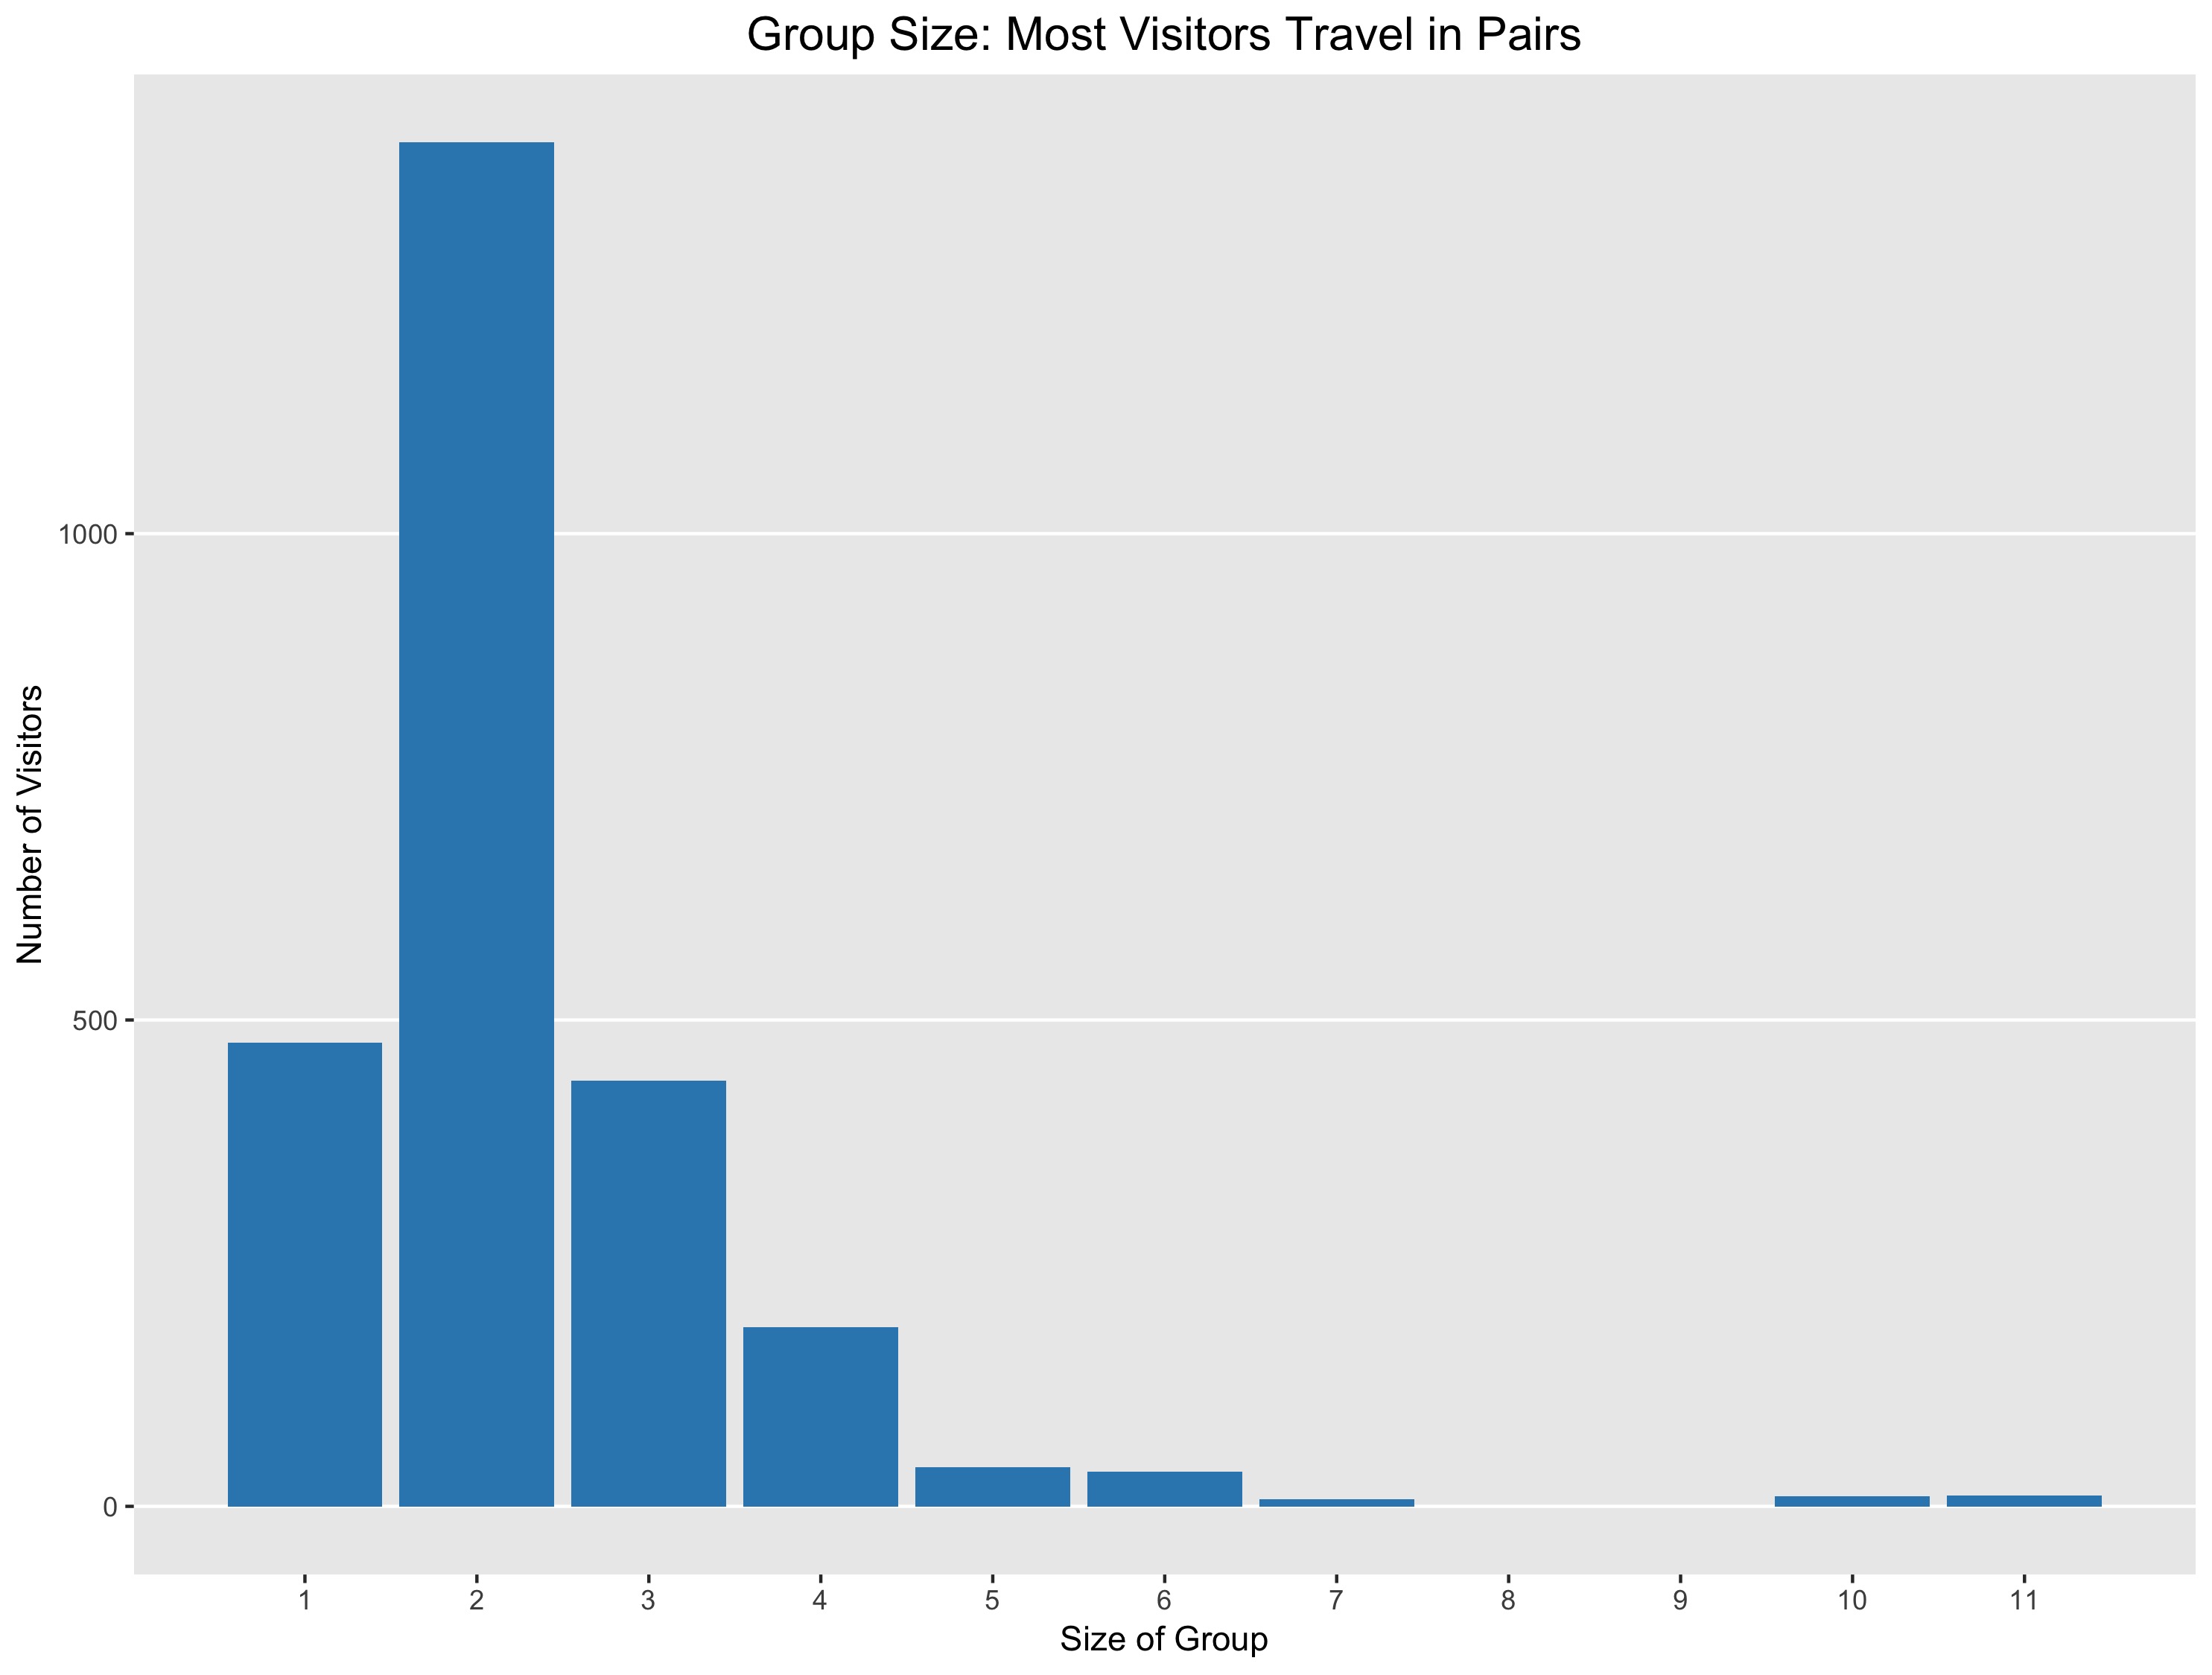 Group Size: Most Visitors Travel in Pairs
Number of Visitors
1000
500
0
1 2 3 4 5 6 7 8 9 10 11
Size of Group